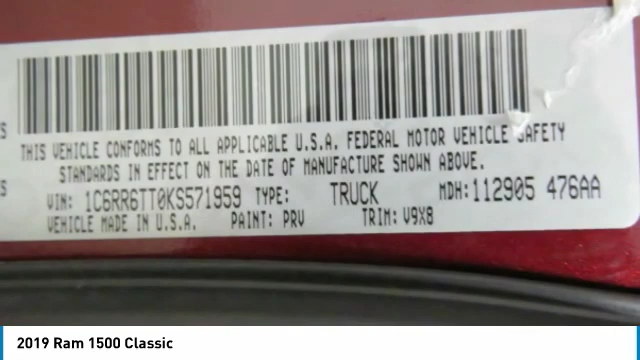 THIS VEHICLE CONFORMS TO ALL APPLICABLE U.S.A. FEDERAL MOTOR VEHICLE SAFETY
STANDARDS IN EFFECT ON THE DATE OF MANUFACTURE SHOWN ABOVE.
VIN: 1C6RR6TT0KS571959 TYPE: TRUCK MDH: 112905 476AA
VEHICLE MADE IN U.S.A. PAINT: PRV TRIM: V9X8
2019 Ram 1500 Classic